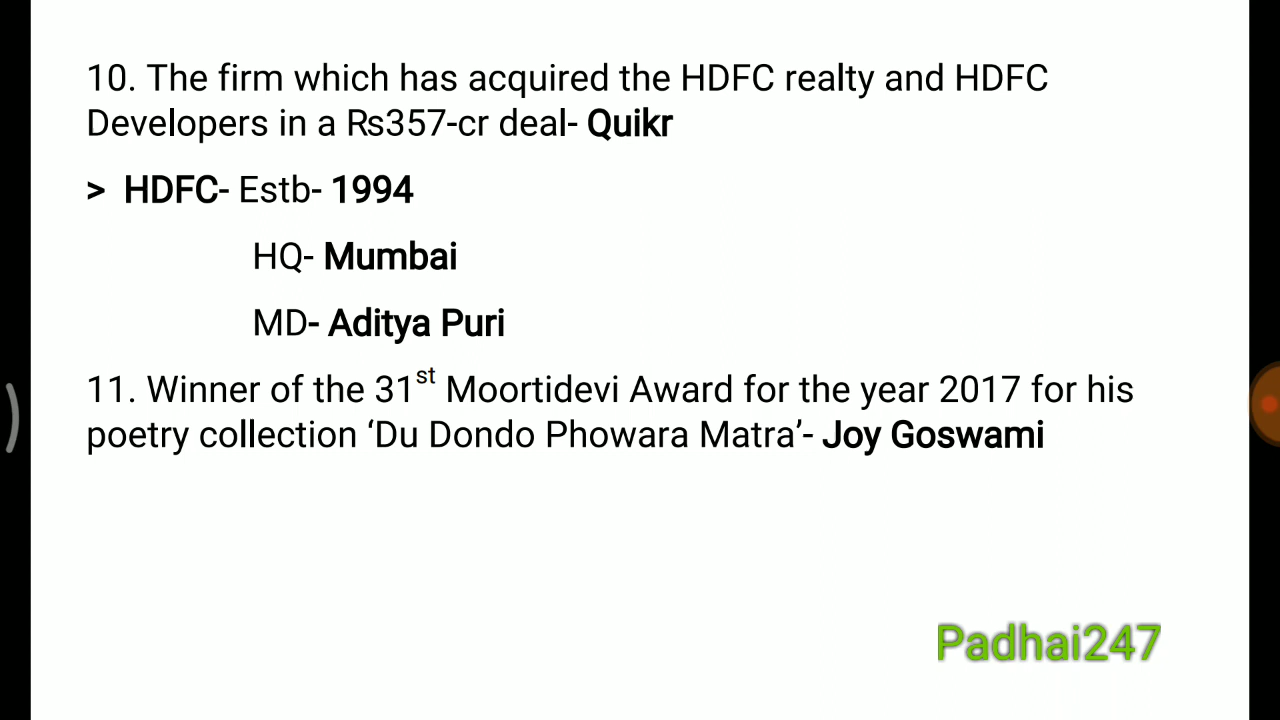 10. The firm which has acquired the HDFC realty and HDFC
Developers in a Rs357-cr deal- Quikr
> HDFC- Estb- 1994
HQ- Mumbai
MD- Aditya Puri
11. Winner of the 31st Moortidevi Award for the year 2017 for his
poetry collection ‘Du Dondo Phowara Matra’- Joy Goswami
Padhai247